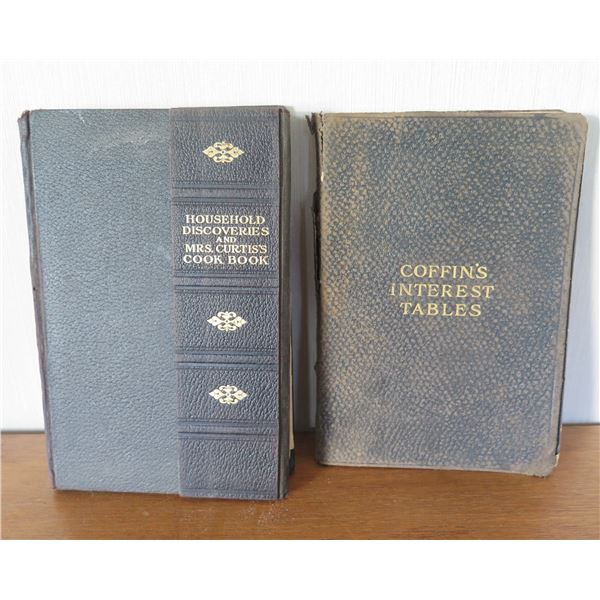 HOUSEHOLD
DISCOVERIES
AND
MRS. CURTIS'S
COOK BOOK
COFFIN'S
INTEREST
TABLES